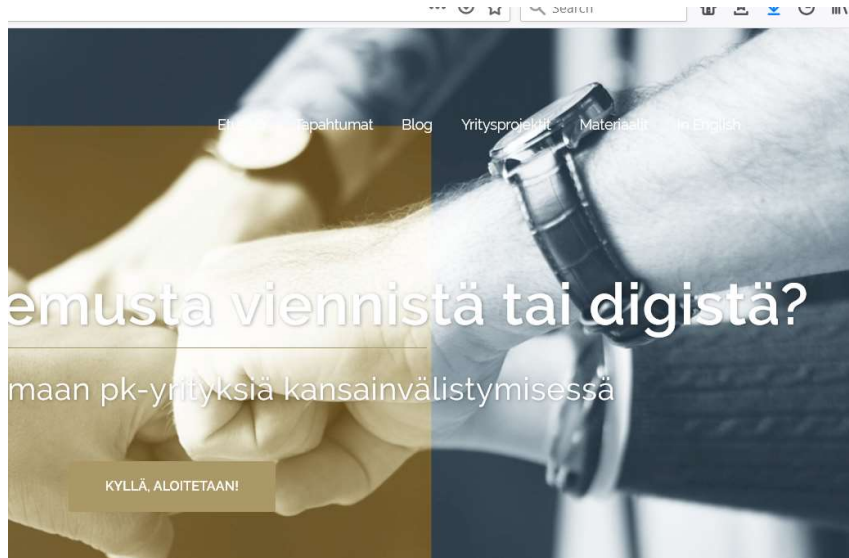 Search
Tapahtumat Blog Yritysprojektit Materiaalit In English
emusta viennistä tai digistä?
maan pk-yrityksiä kansainvälistymisessä
KYLLÄ, ALOITETAAN!